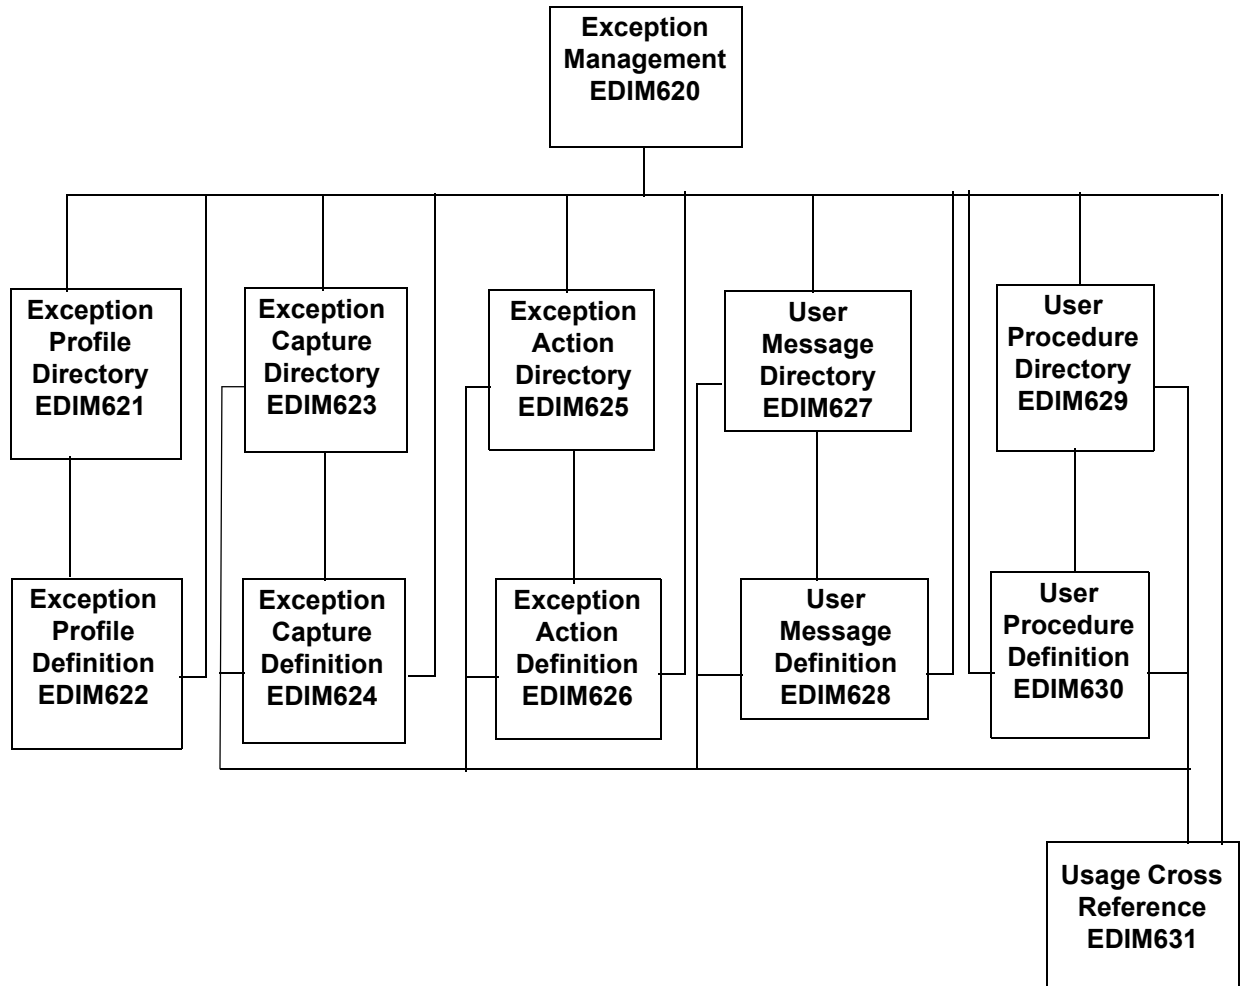 Exception
Management
EDIM620
Exception
Profile
Directory
EDIM621
Exception
Capture
Directory
EDIM623
Exception
Action
Directory
EDIM625
User
Message
Directory
EDIM627
User
Procedure
Directory
EDIM629
Exception
Profile
Definition
EDIM622
Exception
Capture
Definition
EDIM624
Exception
Action
Definition
EDIM626
User
Message
Definition
EDIM628
User
Procedure
Definition
EDIM630
Usage Cross
Reference
EDIM631